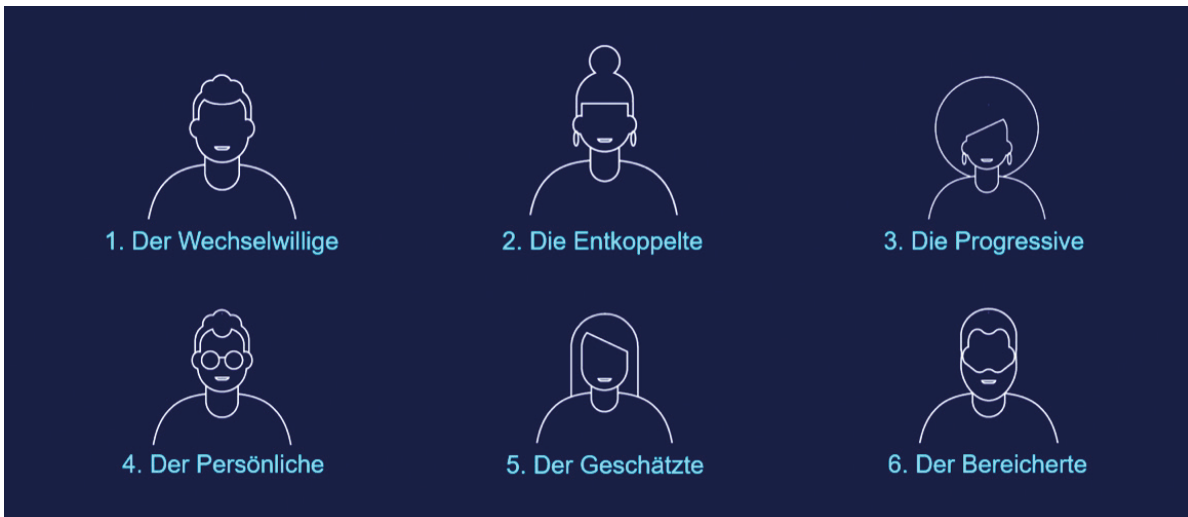 1. Der Wechselwillige
2. Die Entkoppelte
3. Die Progressive
4. Der Persönliche
5. Der Geschätzte
6. Der Bereicherte